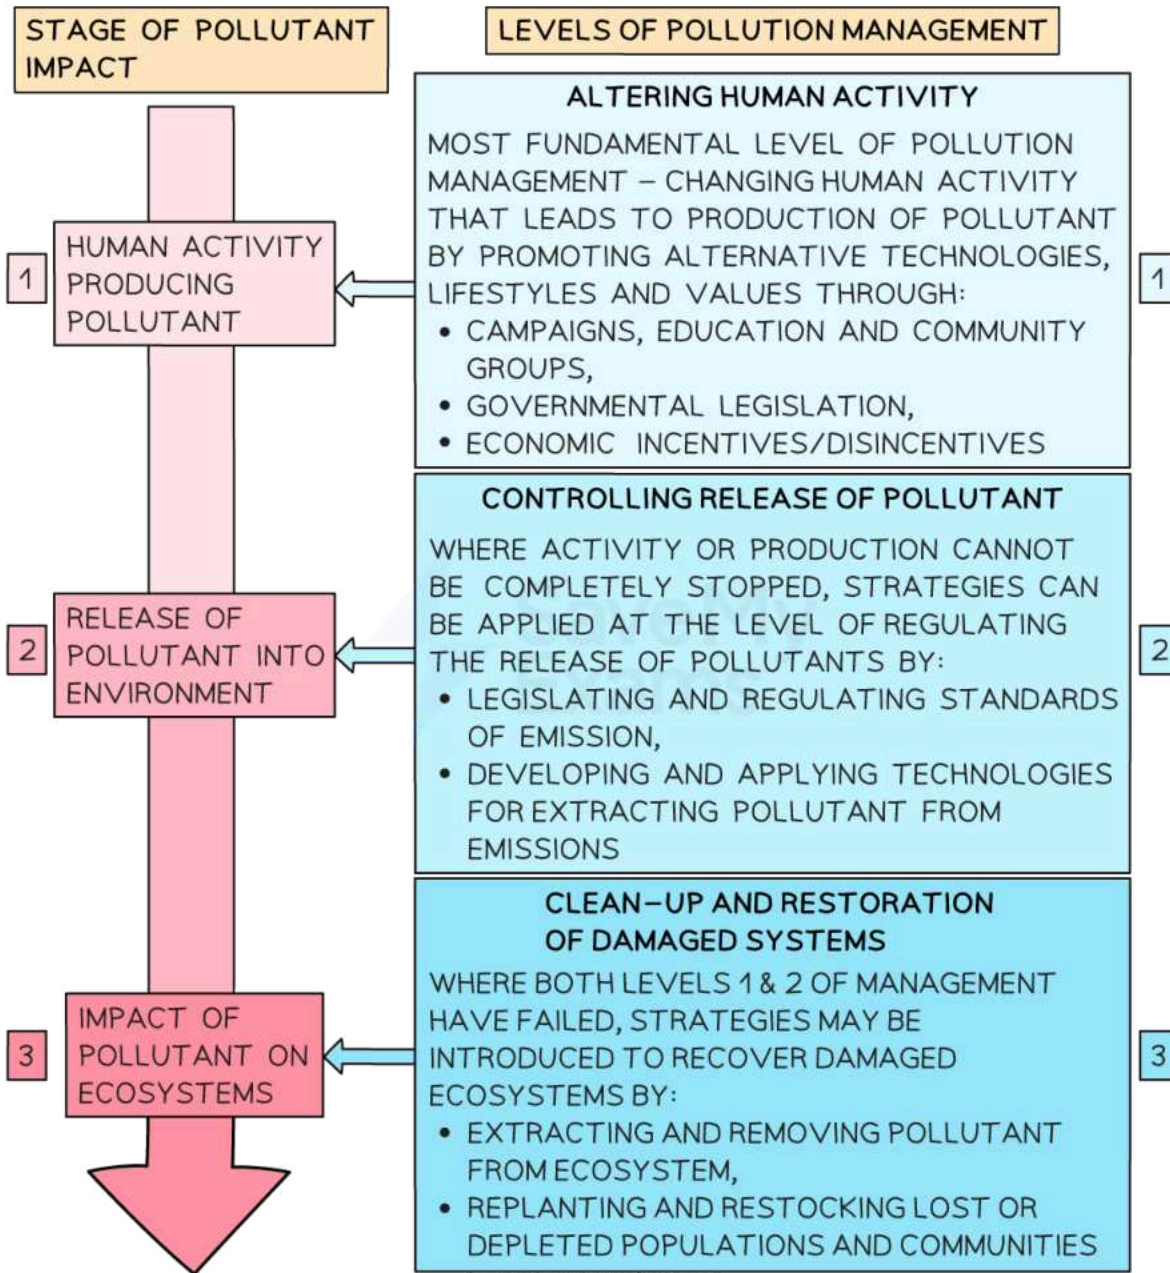 STAGE OF POLLUTANT
IMPACT
LEVELS OF POLLUTION MANAGEMENT
1
HUMAN ACTIVITY
PRODUCING
POLLUTANT
ALTERING HUMAN ACTIVITY
MOST FUNDAMENTAL LEVEL OF POLLUTION
MANAGEMENT – CHANGING HUMAN ACTIVITY
THAT LEADS TO PRODUCTION OF POLLUTANT
BY PROMOTING ALTERNATIVE TECHNOLOGIES,
LIFESTYLES AND VALUES THROUGH:
• CAMPAIGNS, EDUCATION AND COMMUNITY
GROUPS,
• GOVERNMENTAL LEGISLATION,
• ECONOMIC INCENTIVES/DISINCENTIVES
1
2
RELEASE OF
POLLUTANT INTO
ENVIRONMENT
CONTROLLING RELEASE OF POLLUTANT
WHERE ACTIVITY OR PRODUCTION CANNOT
BE COMPLETELY STOPPED, STRATEGIES CAN
BE APPLIED AT THE LEVEL OF REGULATING
THE RELEASE OF POLLUTANTS BY:
• LEGISLATING AND REGULATING STANDARDS
OF EMISSION,
• DEVELOPING AND APPLYING TECHNOLOGIES
FOR EXTRACTING POLLUTANT FROM
EMISSIONS
2
Save My
Exams
3
IMPACT OF
POLLUTANT ON
ECOSYSTEMS
CLEAN–UP AND RESTORATION
OF DAMAGED SYSTEMS
WHERE BOTH LEVELS 1 & 2 OF MANAGEMENT
HAVE FAILED, STRATEGIES MAY BE
INTRODUCED TO RECOVER DAMAGED
ECOSYSTEMS BY:
• EXTRACTING AND REMOVING POLLUTANT
FROM ECOSYSTEM,
• REPLANTING AND RESTOCKING LOST OR
DEPLETED POPULATIONS AND COMMUNITIES
3